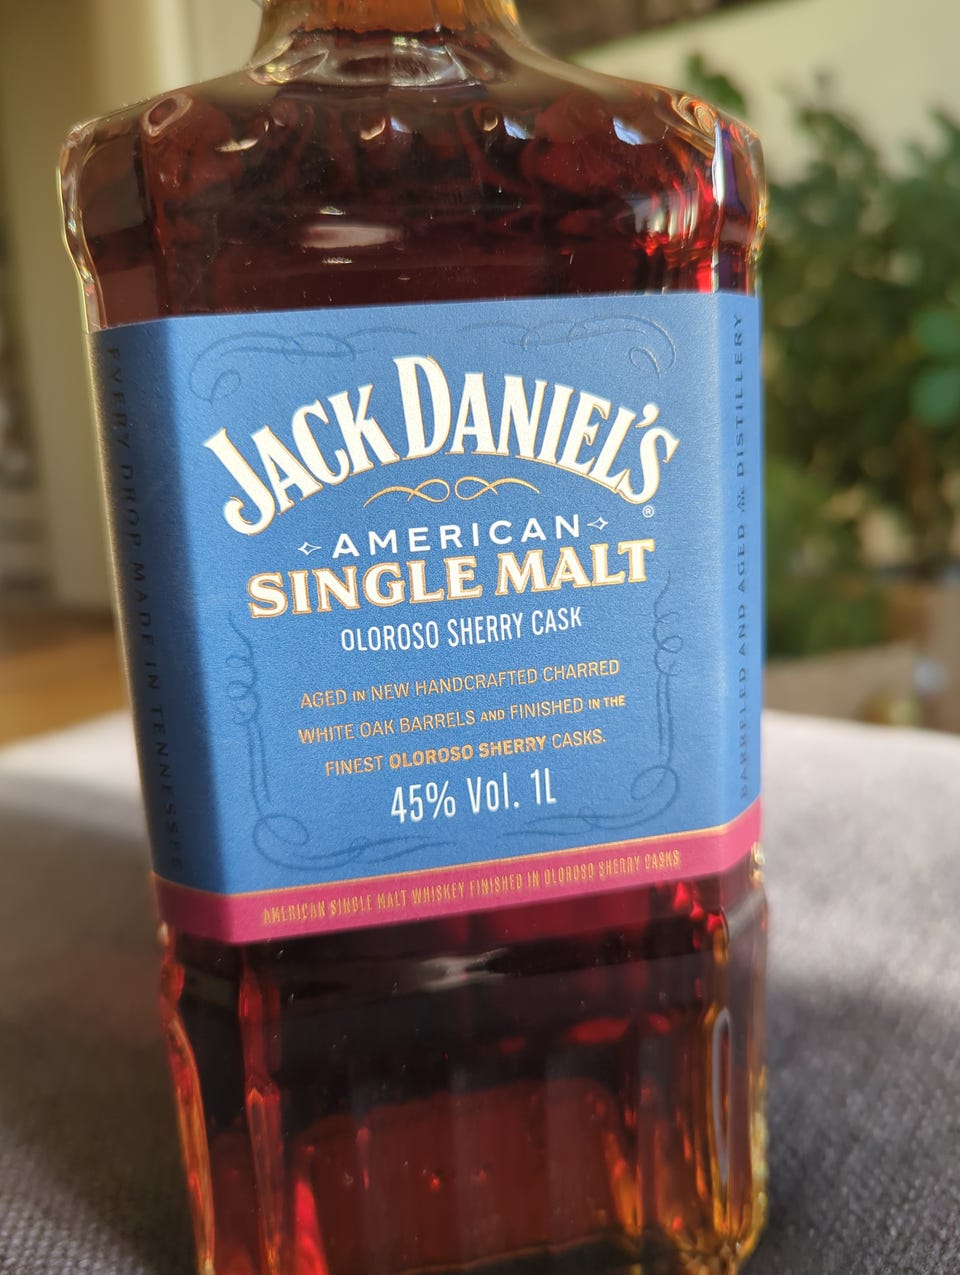 JACK DANIEL'S®
AMERICAN
SINGLE MALT
OLOROSO SHERRY CASK
AGED IN NEW HANDCRAFTED CHARRED
WHITE OAK BARRELS AND FINISHED IN THE
FINEST OLOROSO SHERRY CASKS.
45% Vol. 1L
AMERICAN SINGLE MALT WHISKEY FINISHED IN OLOROSO SHERRY CASKS
EVERY DROP MADE IN TENNESSEE
BARRELED AND AGED at the DISTILLERY